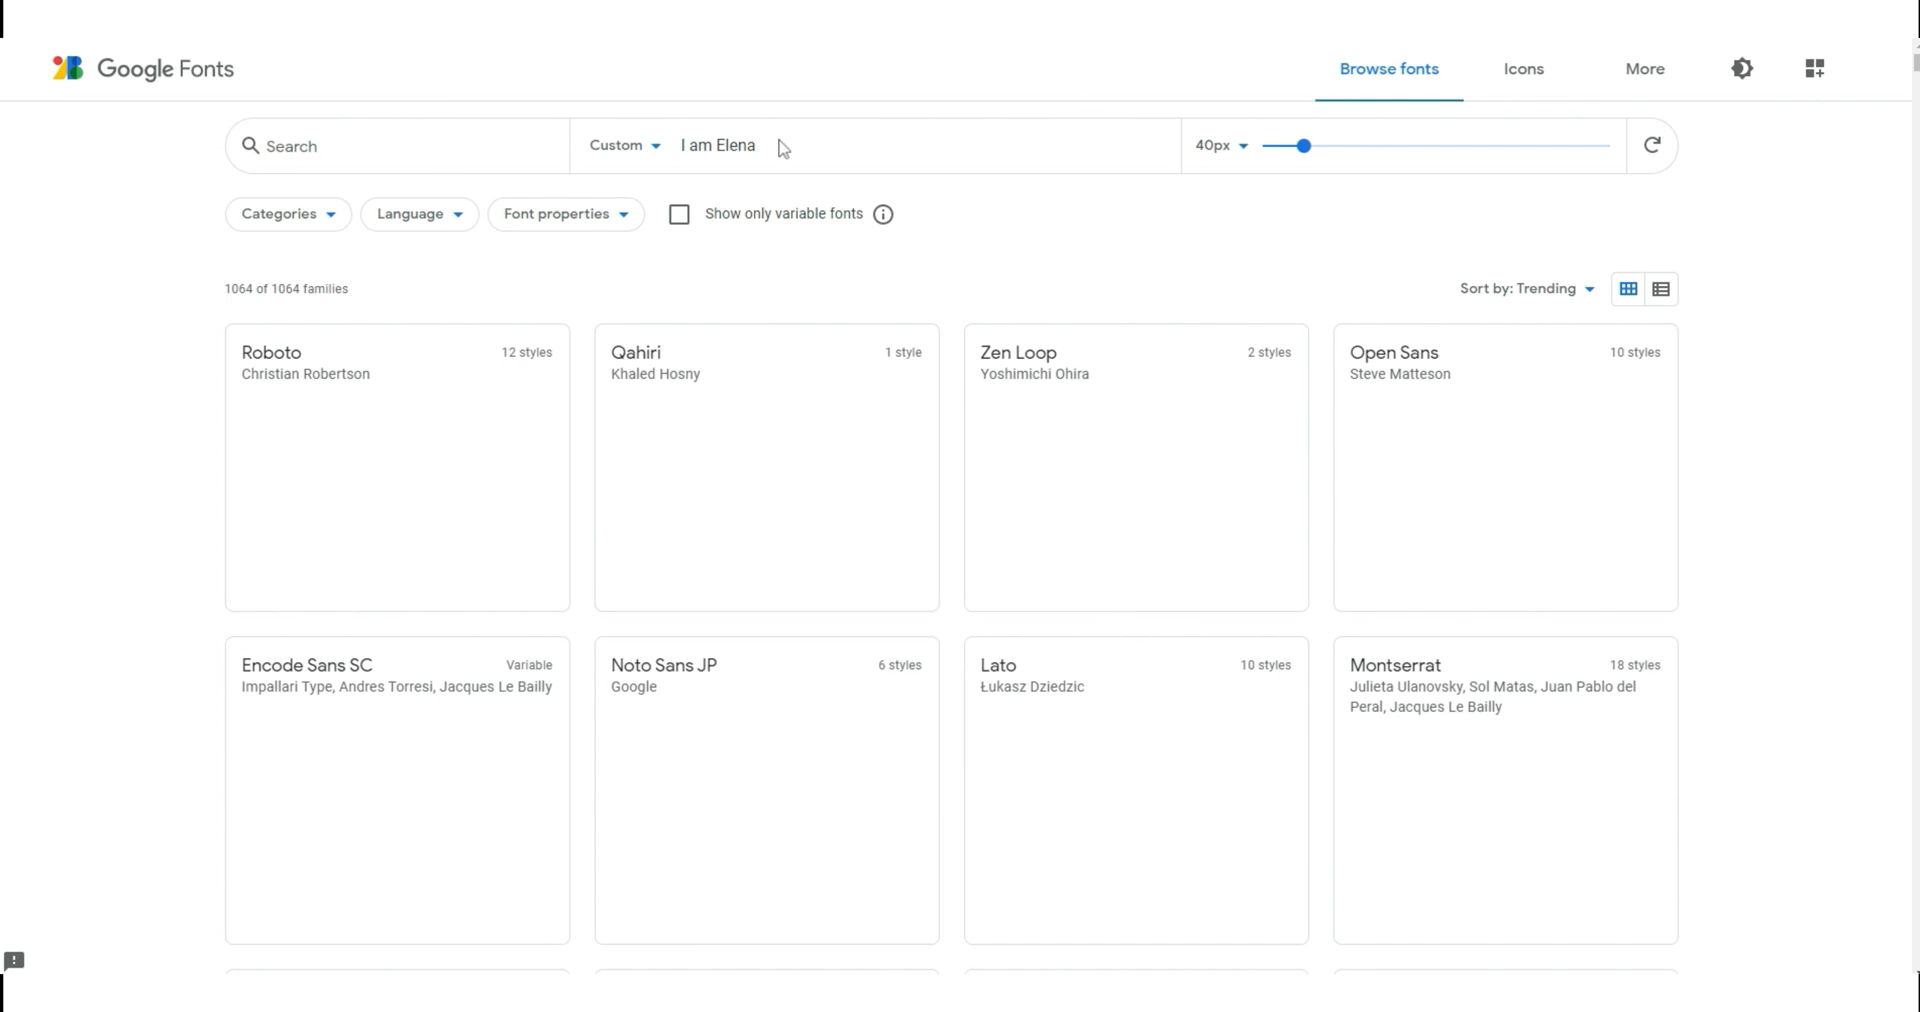 Google Fonts
Browse fonts
Icons
More
Search
Custom
I am Elena
40px
Categories
Language
Font properties
Show only variable fonts
1064 of 1064 families
Sort by: Trending
Roboto
12 styles
Christian Robertson
Qahiri
1 style
Khaled Hosny
Zen Loop
2 styles
Yoshimichi Ohira
Open Sans
10 styles
Steve Matteson
Encode Sans SC
Variable
Impallari Type, Andres Torresi, Jacques Le Bailly
Noto Sans JP
6 styles
Google
Lato
10 styles
Łukasz Dziedzic
Montserrat
18 styles
Julieta Ulanovsky, Sol Matas, Juan Pablo del
Peral, Jacques Le Bailly